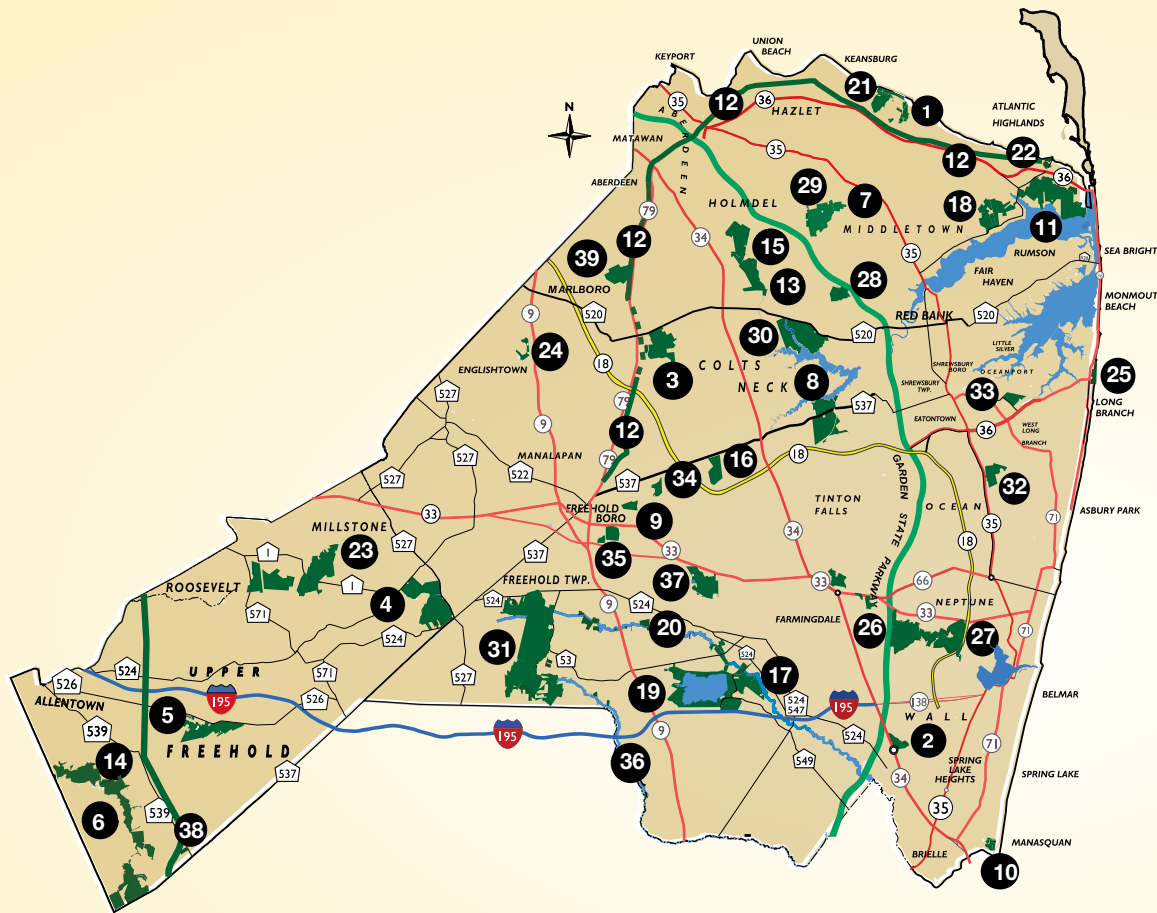 UNION
BEACH
KEYPORT
KEANSBURG
21
35
12
36
HAZLET
1
ATLANTIC
HIGHLANDS
N
ABERDEEN
MATAWAN
35
12
22
36
ABERDEEN
29
7
18
79
HOLMDEL
11
34
MIDDLETOWN
12
15
35
RUMSON
SEA BRIGHT
39
FAIR
HAVEN
13
28
MARLBORO
MONMOUT
BEACH
9
520
RED BANK
520
30
520
24
LITTLE
SILVER
18
COLTS
ENGLISHTOWN
3
NECK
8
SHREWSBURY
BORO
OCEANPORT
25
527
SHREWSBURY
TWP.
33
79
537
LONG
BRANCH
9
12
EATONTOWN
36
WEST
LONG
BRANCH
527
MANALAPAN
79
18
16
522
527
537
34
GARDEN STATE PARKWAY
32
TINTON
FALLS
OCEAN
FREEHOLD
BORO
9
33
MILLSTONE
35
71
ASBURY PARK
34
527
18
1
23
537
35
33
ROOSEVELT
1
FREEHOLD TWP.
37
33
66
4
524
9
524
NEPTUNE
33
571
FARMINGDALE
20
26
71
524
31
27
53
524
UPPER
524
571
17
526
527
19
ALLENTOWN
195
526
524
547
195
138
BELMAR
5
WALL
539
9
524
195
2
71
FREEHOLD
14
36
549
SPRING
LAKE
HEIGHTS
537
34
SPRING LAKE
539
35
6
38
MANASQUAN
BRIELLE
10